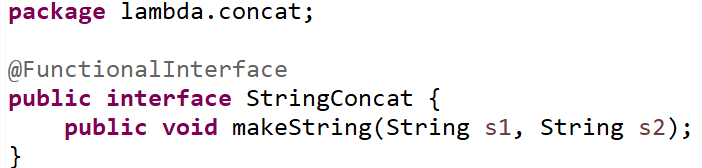 package lambda.concat;
@FunctionalInterface
public interface StringConcat {
    public void makeString(String s1, String s2);
}